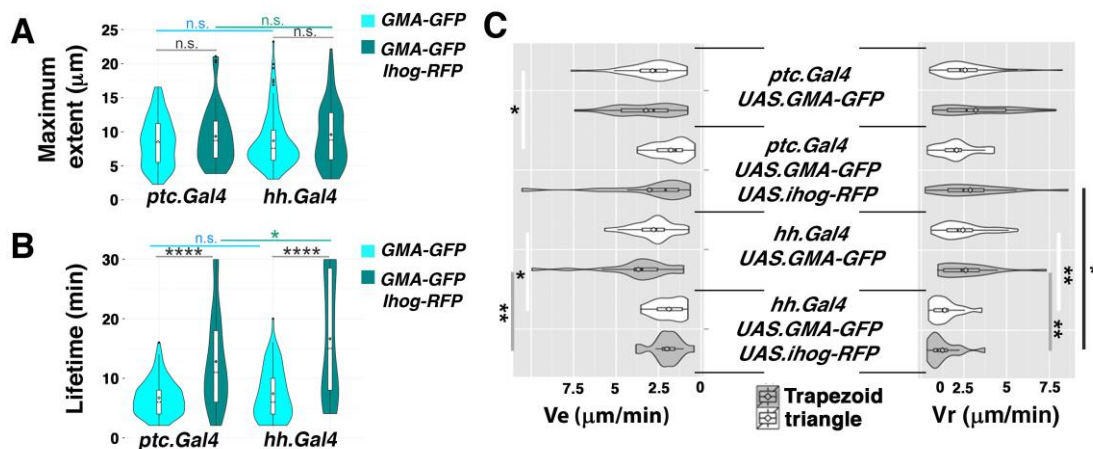 A
Maximum
extent (μm)
25
20
15
10
5
0
n.s.
n.s.
n.s.
n.s.
ptc.Gal4
hh.Gal4
GMA-GFP
GMA-GFP
Ihog-RFP
B
Lifetime (min)
30
20
10
0
n.s.
*
****
****
ptc.Gal4
hh.Gal4
GMA-GFP
GMA-GFP
Ihog-RFP
C
*
*
**
ptc.Gal4
UAS.GMA-GFP
ptc.Gal4
UAS.GMA-GFP
UAS.ihog-RFP
hh.Gal4
UAS.GMA-GFP
hh.Gal4
UAS.GMA-GFP
UAS.ihog-RFP
**
**
*
7.5 5 2.5 0
Ve (μm/min)
Trapezoid
triangle
0 2.5 5 7.5
Vr (μm/min)